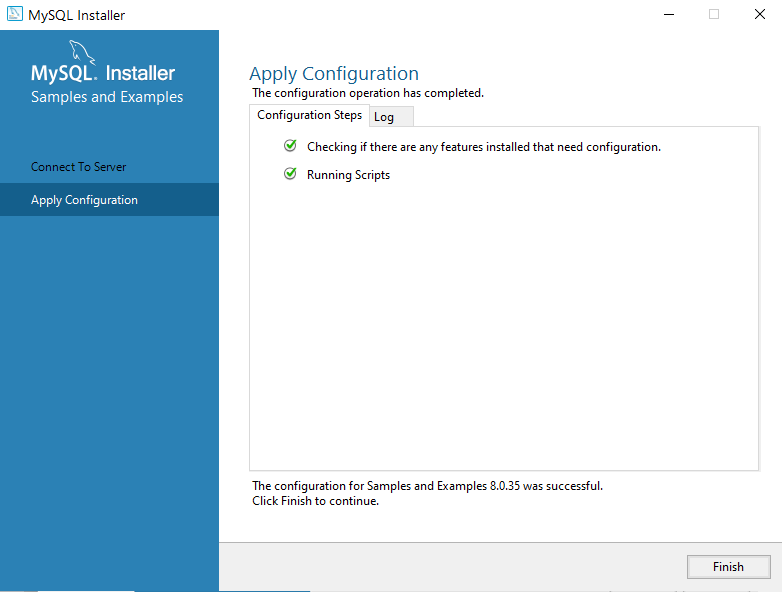 MySQL Installer
MySQL. Installer
Samples and Examples
Connect To Server
Apply Configuration
Apply Configuration
The configuration operation has completed.
Configuration Steps
Log
Checking if there are any features installed that need configuration.
Running Scripts
The configuration for Samples and Examples 8.0.35 was successful.
Click Finish to continue.
Finish